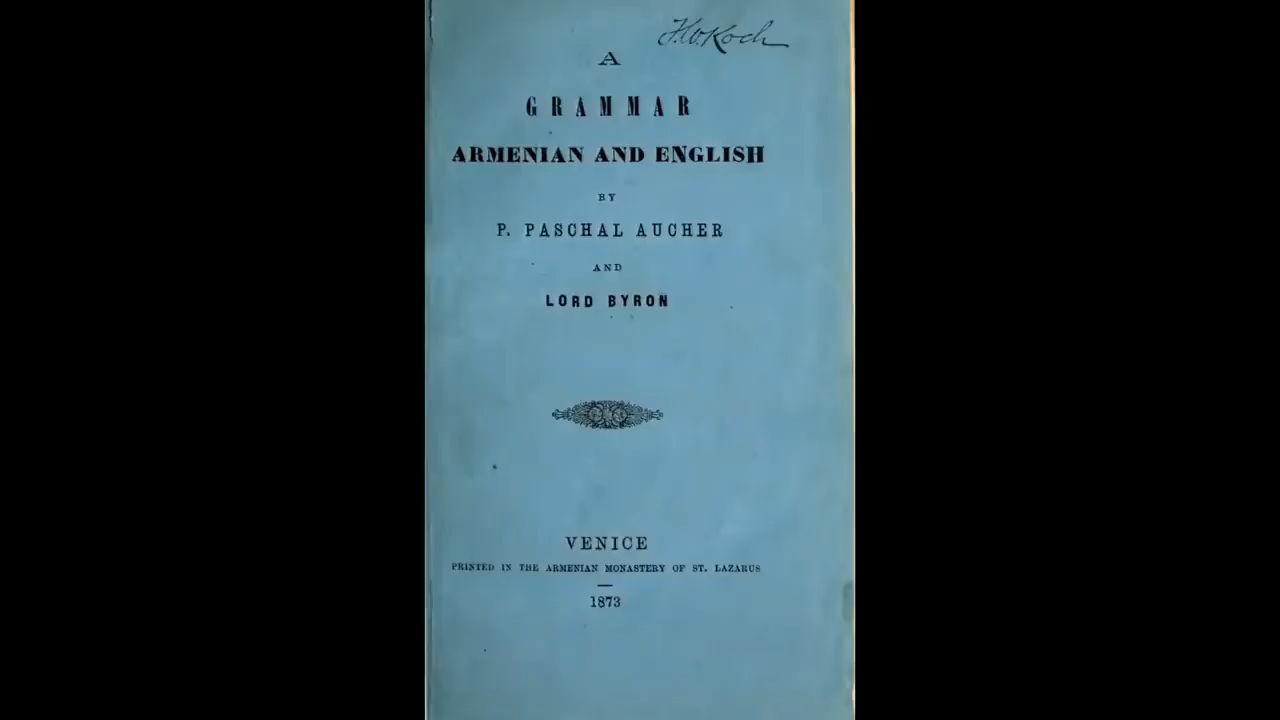 F.W.Koch
A
GRAMMAR
ARMENIAN AND ENGLISH
BY
P. PASCHAL AUCHER
AND
LORD BYRON
VENICE
PRINTED IN THE ARMENIAN MONASTERY OF ST. LAZARUS
1873